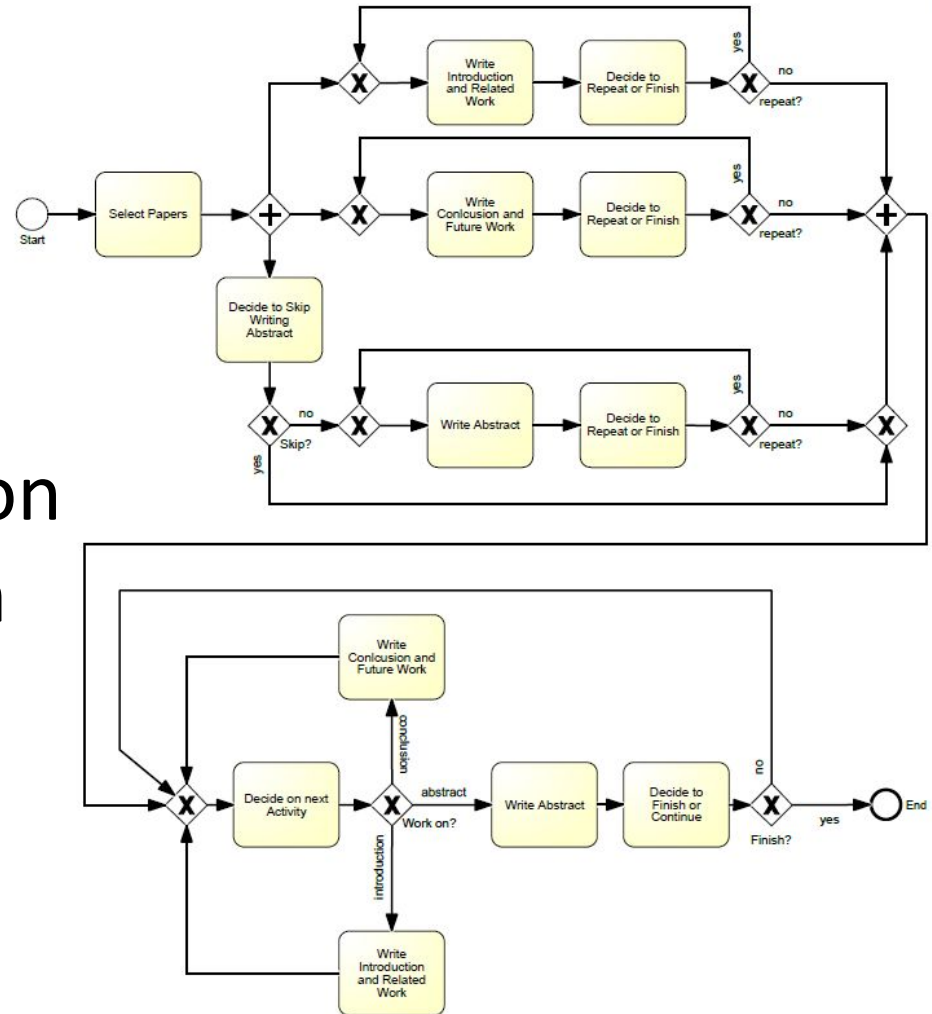 yes
Write
Introduction
and Related
Work
Decide to
Repeat or Finish
no
repeat?
yes
Start
Select Papers
Write
Conlcusion and
Future Work
Decide to
Repeat or Finish
no
repeat?
Decide to Skip
Writing
Abstract
yes
no
Skip?
yes
Write Abstract
Decide to
Repeat or Finish
no
repeat?
on
Write
Conlcusion and
Future Work
conclusion
Decide on next
Activity
Work on?
abstract
Write Abstract
Decide to
Finish or
Continue
no
Finish?
yes
End
introduction
Write
Introduction
and Related
Work